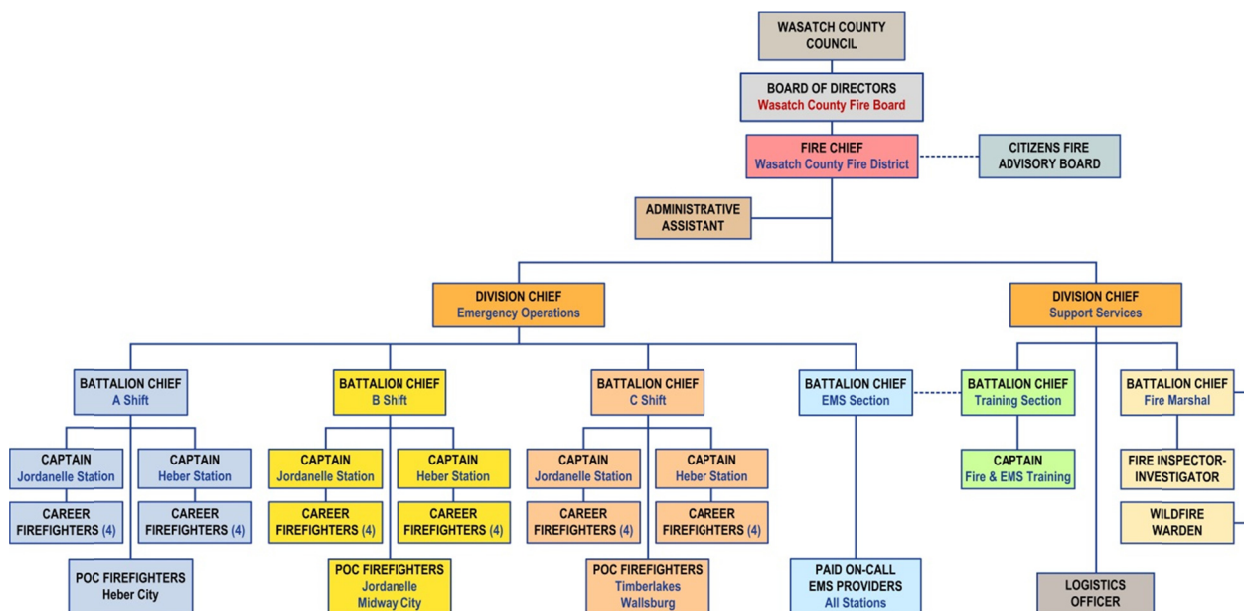 WASATCH COUNTY
COUNCIL
BOARD OF DIRECTORS
Wasatch County Fire Board
FIRE CHIEF
Wasatch County Fire District
CITIZENS FIRE
ADVISORY BOARD
ADMINISTRATIVE
ASSISTANT
DIVISION CHIEF
Emergency Operations
DIVISION CHIEF
Support Services
BATTALION CHIEF
A Shift
BATTALION CHIEF
B Shift
BATTALION CHIEF
C Shift
BATTALION CHIEF
EMS Section
BATTALION CHIEF
Training Section
BATTALION CHIEF
Fire Marshal
CAPTAIN
Jordanelle Station
CAPTAIN
Heber Station
CAPTAIN
Jordanelle Station
CAPTAIN
Heber Station
CAPTAIN
Jordanelle Station
CAPTAIN
Heber Station
CAPTAIN
Fire & EMS Training
FIRE INSPECTOR-
INVESTIGATOR
CAREER
FIREFIGHTERS (4)
CAREER
FIREFIGHTERS (4)
CAREER
FIREFIGHTERS (4)
CAREER
FIREFIGHTERS (4)
CAREER
FIREFIGHTERS (4)
CAREER
FIREFIGHTERS (4)
WILDFIRE
WARDEN
POC FIREFIGHTERS
Heber City
POC FIREFIGHTERS
Jordanelle
Midway City
POC FIREFIGHTERS
Timberlakes
Wallsburg
PAID ON-CALL
EMS PROVIDERS
All Stations
LOGISTICS
OFFICER